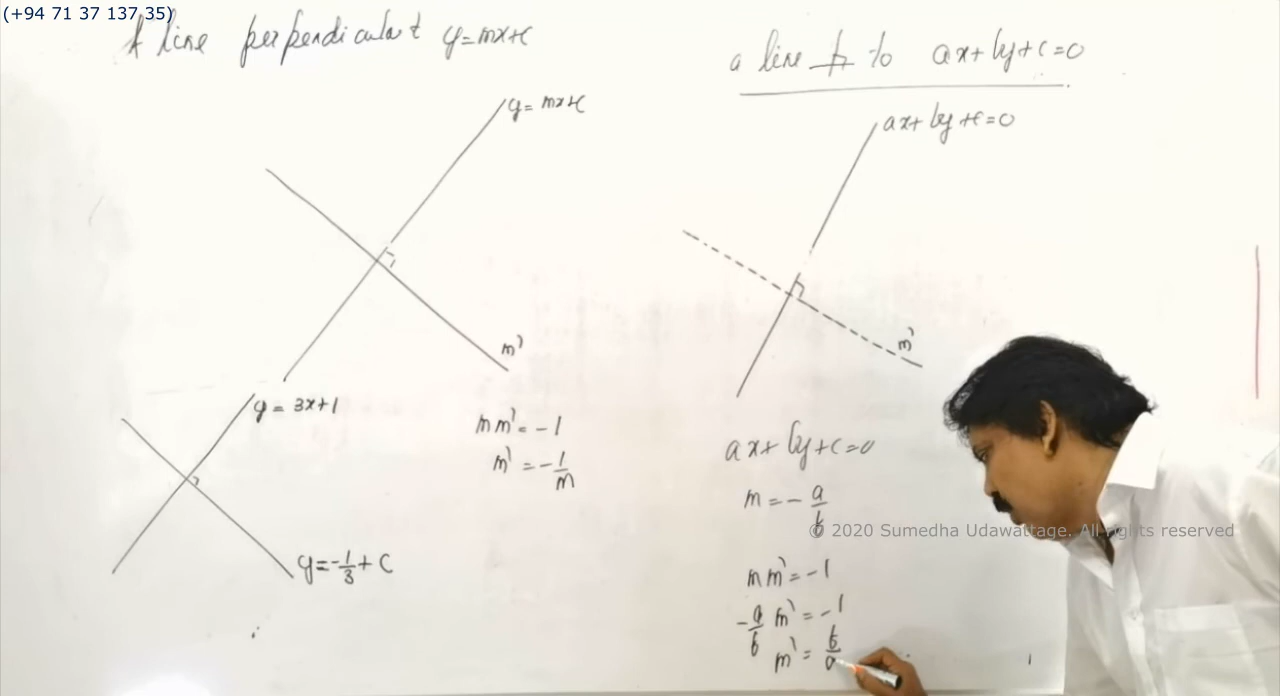 (+94 71 37 137 35)
A line perpendicular t y=mx+c
y= mx+c
m'
y = 3x+1
mm' = -1
m' = -1/m
y=-1/3+ c
a line ⊥r to ax+by+c=0
ax+by+c=0
m'
ax+by+c=0
m = - a/b
© 2020 Sumedha Udawattage. All rights reserved
mm' = -1
-a/b m' = -1
m' = b/a